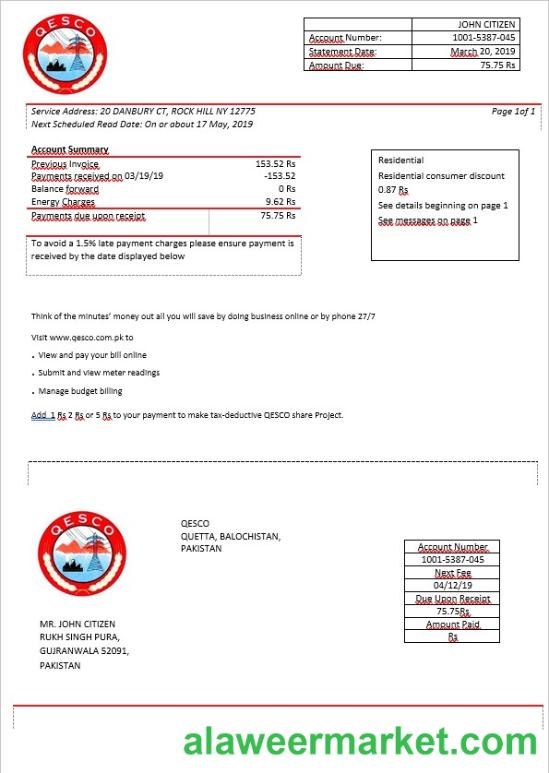 QESCO
JOHN CITIZEN
Account Number: 1001-5387-045
Statement Date: March 20, 2019
Amount Due: 75.75 Rs
Service Address: 20 DANBURY CT, ROCK HILL NY 12775 Page 1of 1
Next Scheduled Read Date: On or about 17 May, 2019
Account Summary
Previous Invoice 153.52 Rs
Payments received on 03/19/19 -153.52
Balance forward 0 Rs
Energy Charges 9.62 Rs
Payments due upon receipt 75.75 Rs
To avoid a 1.5% late payment charges please ensure payment is
received by the date displayed below
Residential
Residential consumer discount
0.87 Rs
See details beginning on page 1
See messages on page 1
Think of the minutes’ money out all you will save by doing business online or by phone 27/7
Visit www.qesco.com.pk to
• View and pay your bill online
• Submit and view meter readings
• Manage budget billing
Add 1 Rs 2 Rs or 5 Rs to your payment to make tax-deductive QESCO share Project.
QESCO
QESCO
QUETTA, BALOCHISTAN,
PAKISTAN
Account Number
1001-5387-045
Next Fee
04/12/19
Due Upon Receipt
75.75Rs
Amount Paid
Rs
MR. JOHN CITIZEN
RUKH SINGH PURA,
GUJRANWALA 52091,
PAKISTAN
alaweermarket.com